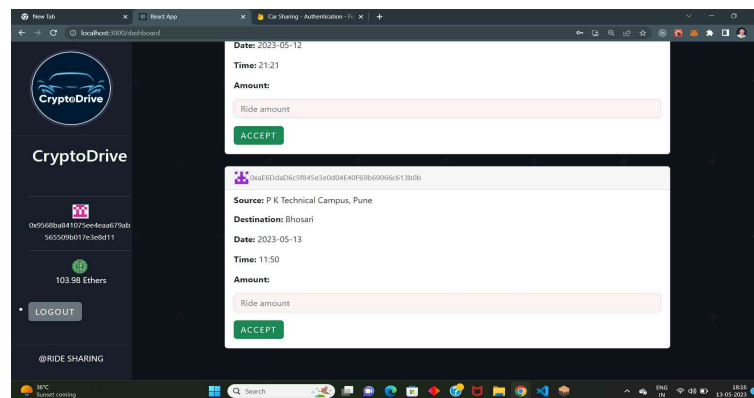 New Tab
React App
Car Sharing - Authentication - Fi
localhost:3000/dashboard
CryptoDrive
CryptoDrive
0x9568ba841075ee4eaa679ab
565509b017e3e8d11
103.98 Ethers
LOGOUT
@RIDE SHARING
Date: 2023-05-12
Time: 21:21
Amount:
Ride amount
ACCEPT
0xaE6DdaD6c5f845e3e0d04E40F69b69066c613b0b
Source: P K Technical Campus, Pune
Destination: Bhosari
Date: 2023-05-13
Time: 11:50
Amount:
Ride amount
ACCEPT
36°C
Sunset coming
Search
ENG
IN
18:16
13-05-2023